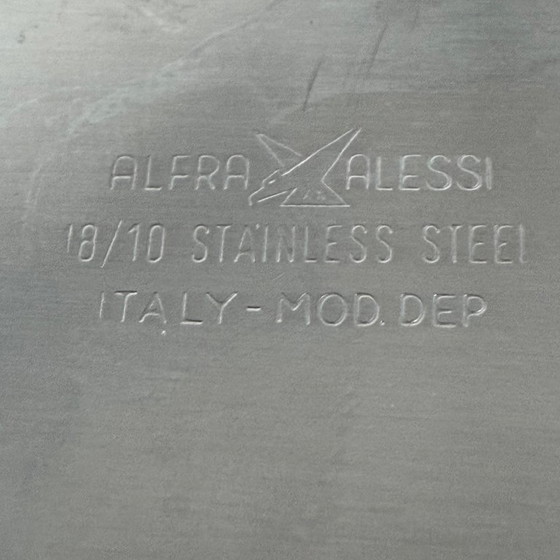 ALFRA ALESSI
18/10 STAINLESS STEEL
ITALY - MOD. DEP